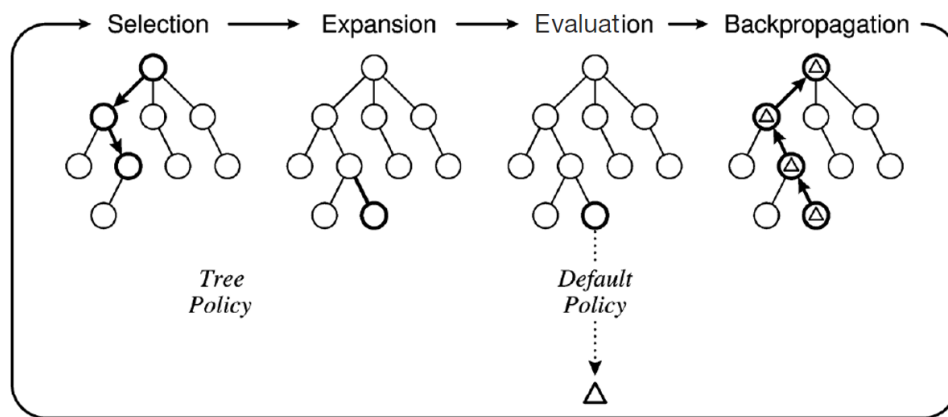 Selection Expansion Evaluation Backpropagation
Tree
Policy
Default
Policy